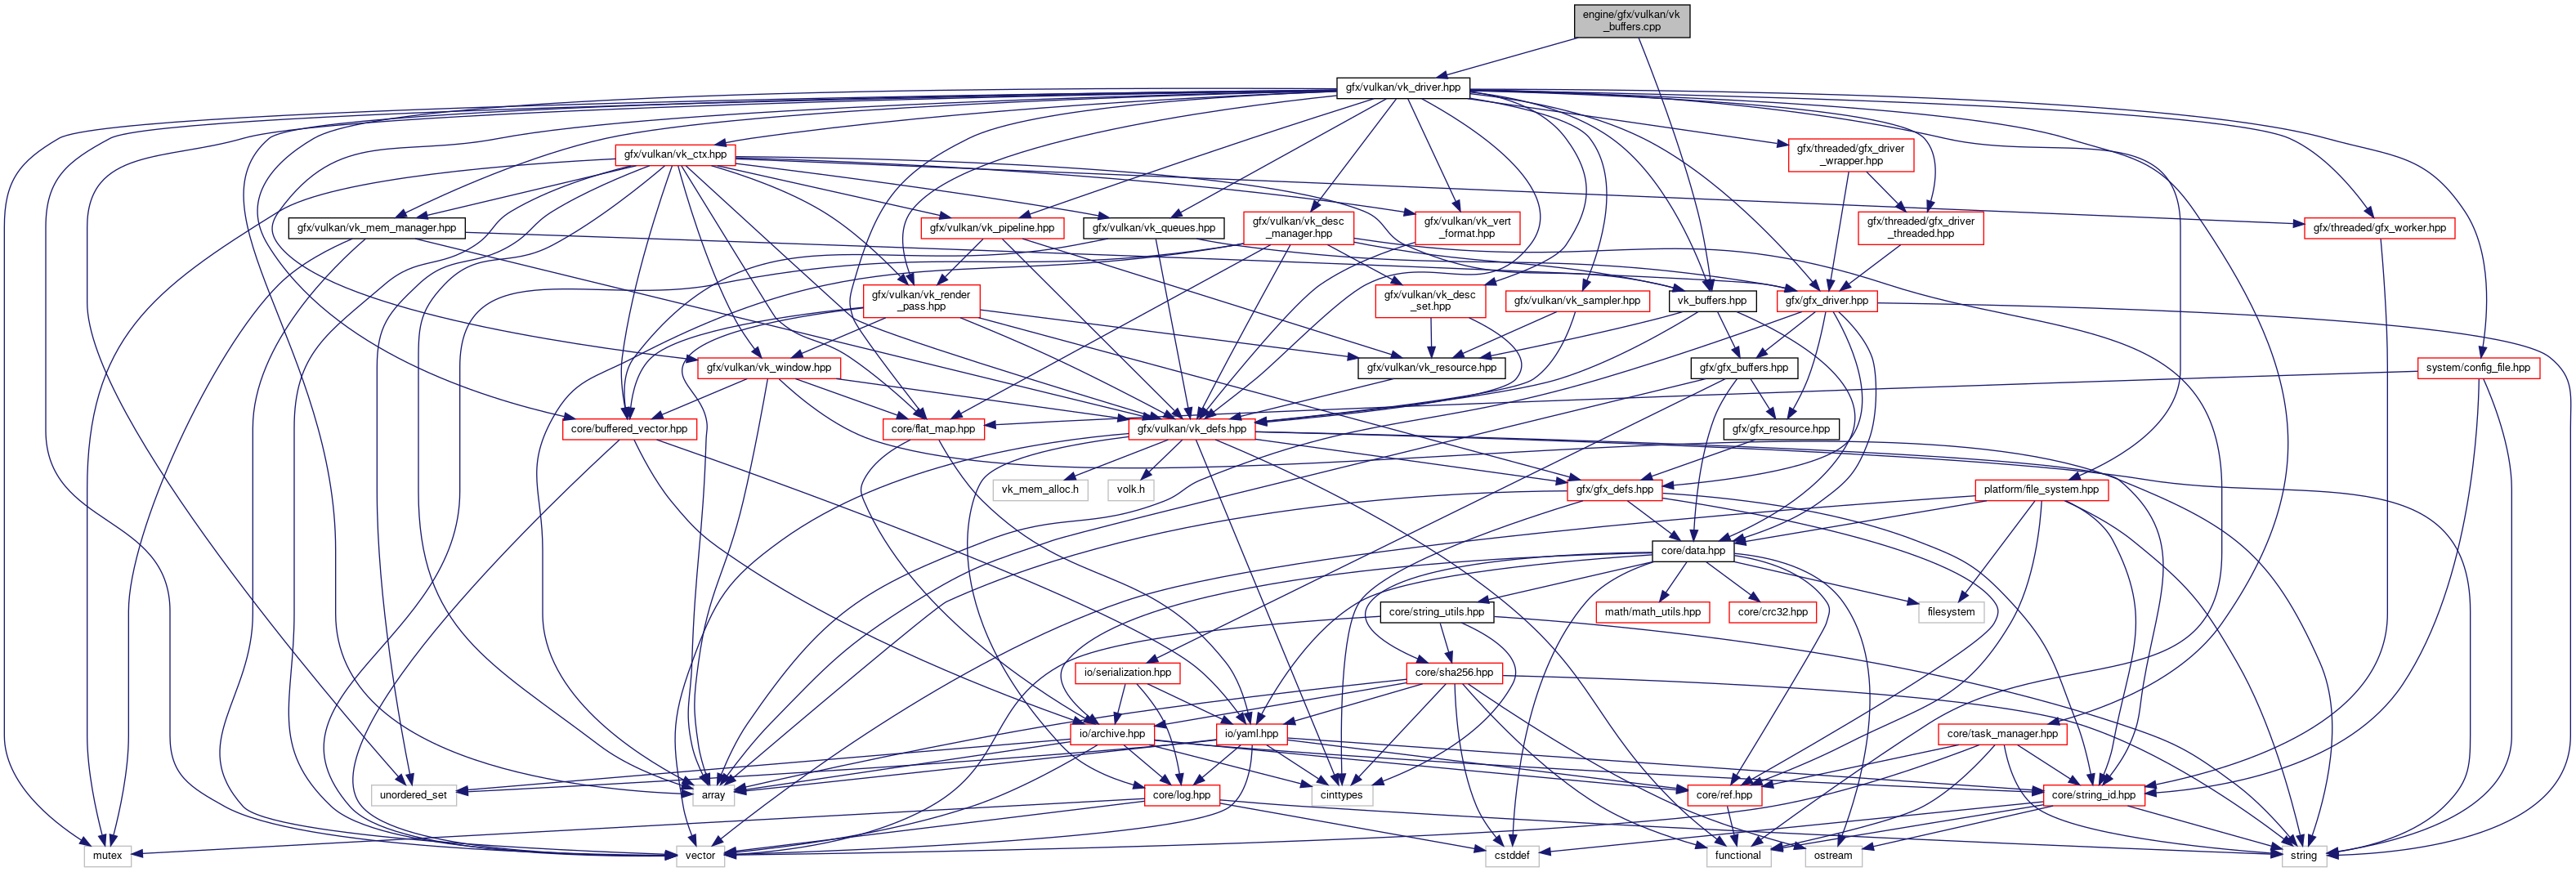 engine/gfx/vulkan/vk
_buffers.cpp
gfx/vulkan/vk_driver.hpp
gfx/threaded/gfx_driver
_wrapper.hpp
gfx/vulkan/vk_ctx.hpp
gfx/vulkan/vk_mem_manager.hpp
gfx/vulkan/vk_pipeline.hpp
gfx/vulkan/vk_queues.hpp
gfx/vulkan/vk_desc
_manager.hpp
gfx/vulkan/vk_vert
_format.hpp
gfx/threaded/gfx_driver
_threaded.hpp
gfx/threaded/gfx_worker.hpp
gfx/vulkan/vk_render
_pass.hpp
gfx/vulkan/vk_desc
_set.hpp
gfx/vulkan/vk_sampler.hpp
vk_buffers.hpp
gfx/gfx_driver.hpp
gfx/vulkan/vk_window.hpp
gfx/vulkan/vk_resource.hpp
gfx/gfx_buffers.hpp
system/config_file.hpp
core/buffered_vector.hpp
core/flat_map.hpp
gfx/vulkan/vk_defs.hpp
gfx/gfx_resource.hpp
vk_mem_alloc.h
volk.h
gfx/gfx_defs.hpp
platform/file_system.hpp
core/data.hpp
core/string_utils.hpp
math/math_utils.hpp
core/crc32.hpp
filesystem
io/serialization.hpp
core/sha256.hpp
io/archive.hpp
io/yaml.hpp
core/task_manager.hpp
unordered_set
array
core/log.hpp
cinttypes
core/ref.hpp
core/string_id.hpp
mutex
vector
cstddef
functional
ostream
string